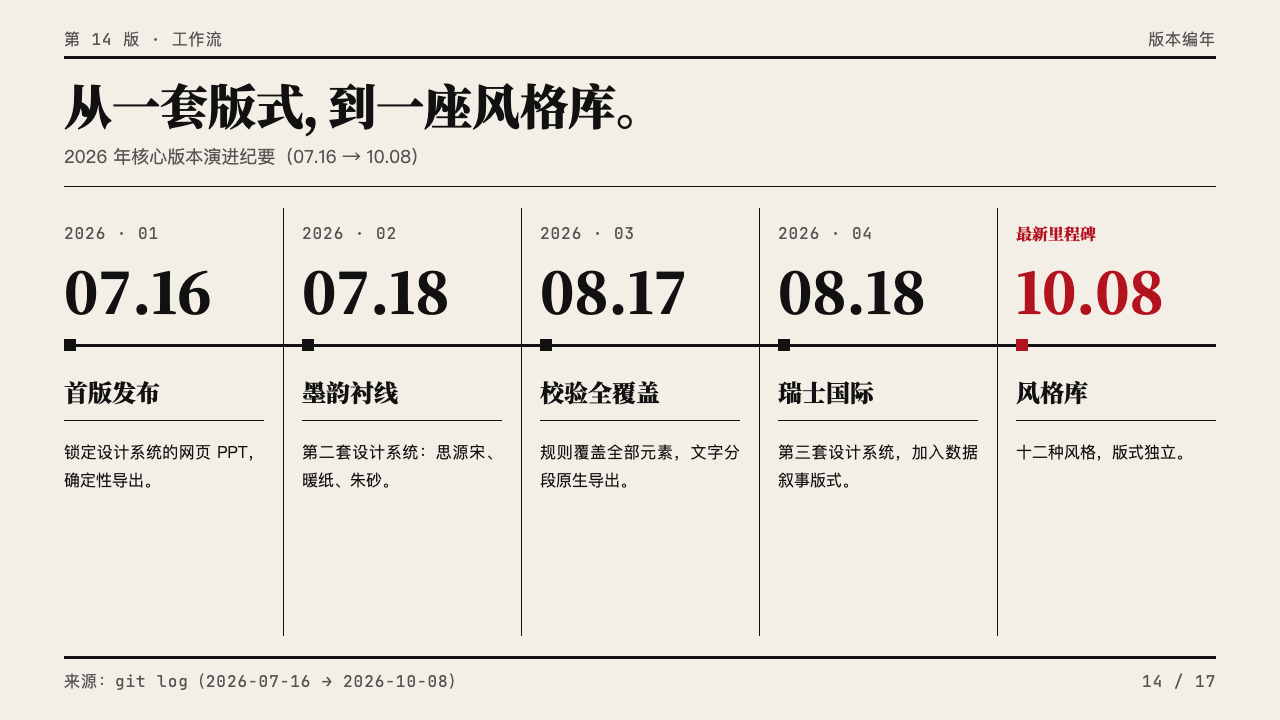 第 14 版 · 工作流
版本编年
从一套版式，到一座风格库。
2026 年核心版本演进纪要（07.16 → 10.08）
2026 · 01
07.16
首版发布
锁定设计系统的网页 PPT，
确定性导出。
2026 · 02
07.18
墨韵衬线
第二套设计系统：思源宋、
暖纸、朱砂。
2026 · 03
08.17
校验全覆盖
规则覆盖全部元素，文字分
段原生导出。
2026 · 04
08.18
瑞士国际
第三套设计系统，加入数据
叙事版式。
最新里程碑
10.08
风格库
十二种风格，版式独立。
来源：git log（2026-07-16 → 2026-10-08）
14 / 17